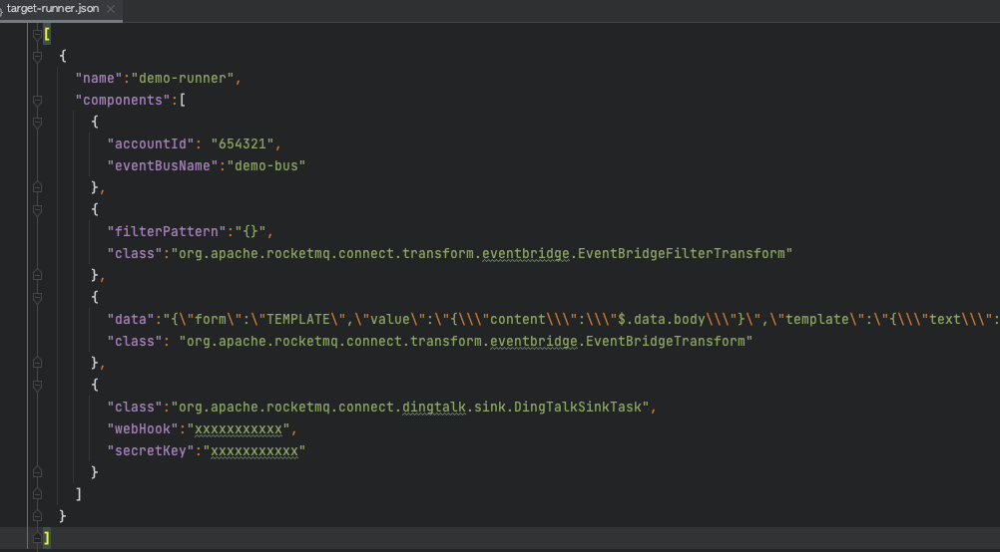 target-runner.json
[
{
"name":"demo-runner",
"components":[
{
"accountId": "654321",
"eventBusName":"demo-bus"
},
{
"filterPattern":"{}",
"class":"org.apache.rocketmq.connect.transform.eventbridge.EventBridgeFilterTransform"
},
{
"data":"{\"form\":\"TEMPLATE\",\"value\":\"{\\\"content\\\":\\\"$.data.body\\\"}\",\"template\":\"{\\\"text\\\":
"class": "org.apache.rocketmq.connect.transform.eventbridge.EventBridgeTransform"
},
{
"class":"org.apache.rocketmq.connect.dingtalk.sink.DingTalkSinkTask",
"webHook":"xxxxxxxxxxx",
"secretKey":"xxxxxxxxxxx"
}
]
}
]